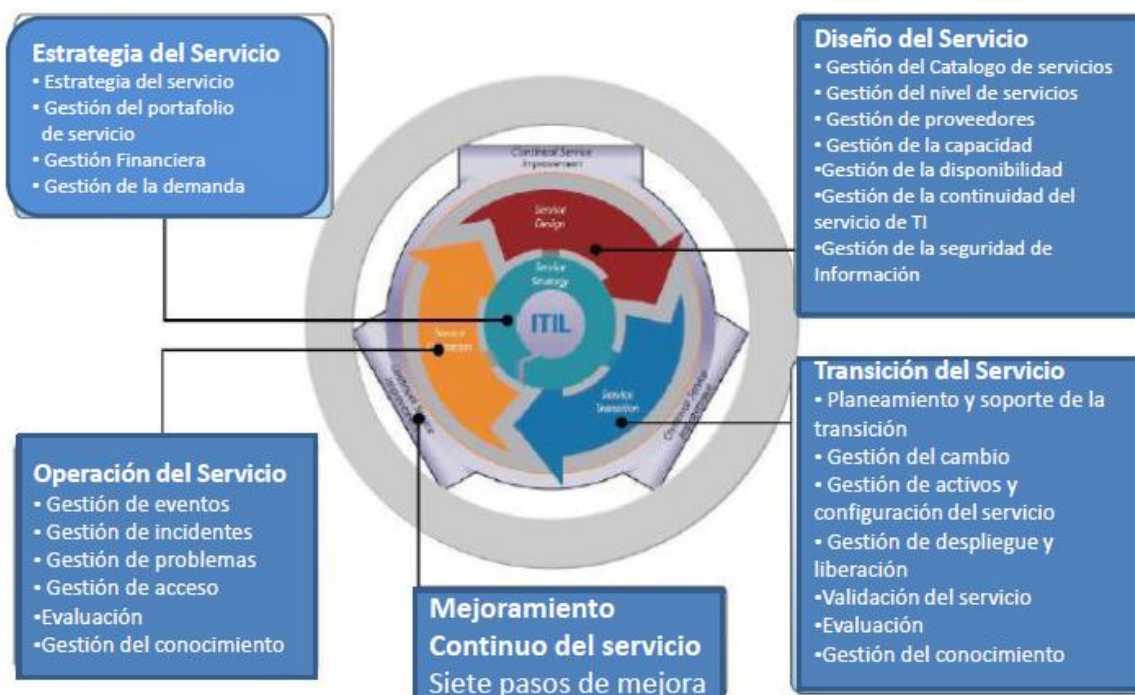 Estrategia del Servicio
• Estrategia del servicio
• Gestión del portafolio
de servicio
• Gestión Financiera
• Gestión de la demanda
Diseño del Servicio
• Gestión del Catalogo de servicios
• Gestión del nivel de servicios
• Gestión de proveedores
• Gestión de la capacidad
•Gestión de la disponibilidad
•Gestión de la continuidad del
servicio de TI
•Gestión de la seguridad de
Información
Continual Service
Improvement
Service
Design
Service
Strategy
ITIL
Service
Service
Transition
Continual Service
Continual Service
Operación del Servicio
• Gestión de eventos
• Gestión de incidentes
• Gestión de problemas
• Gestión de acceso
•Evaluación
•Gestión del conocimiento
Mejoramiento
Continuo del servicio
Siete pasos de mejora
Transición del Servicio
• Planeamiento y soporte de la
transición
• Gestión del cambio
• Gestión de activos y
configuración del servicio
• Gestión de despliegue y
liberación
•Validación del servicio
•Evaluación
•Gestión del conocimiento